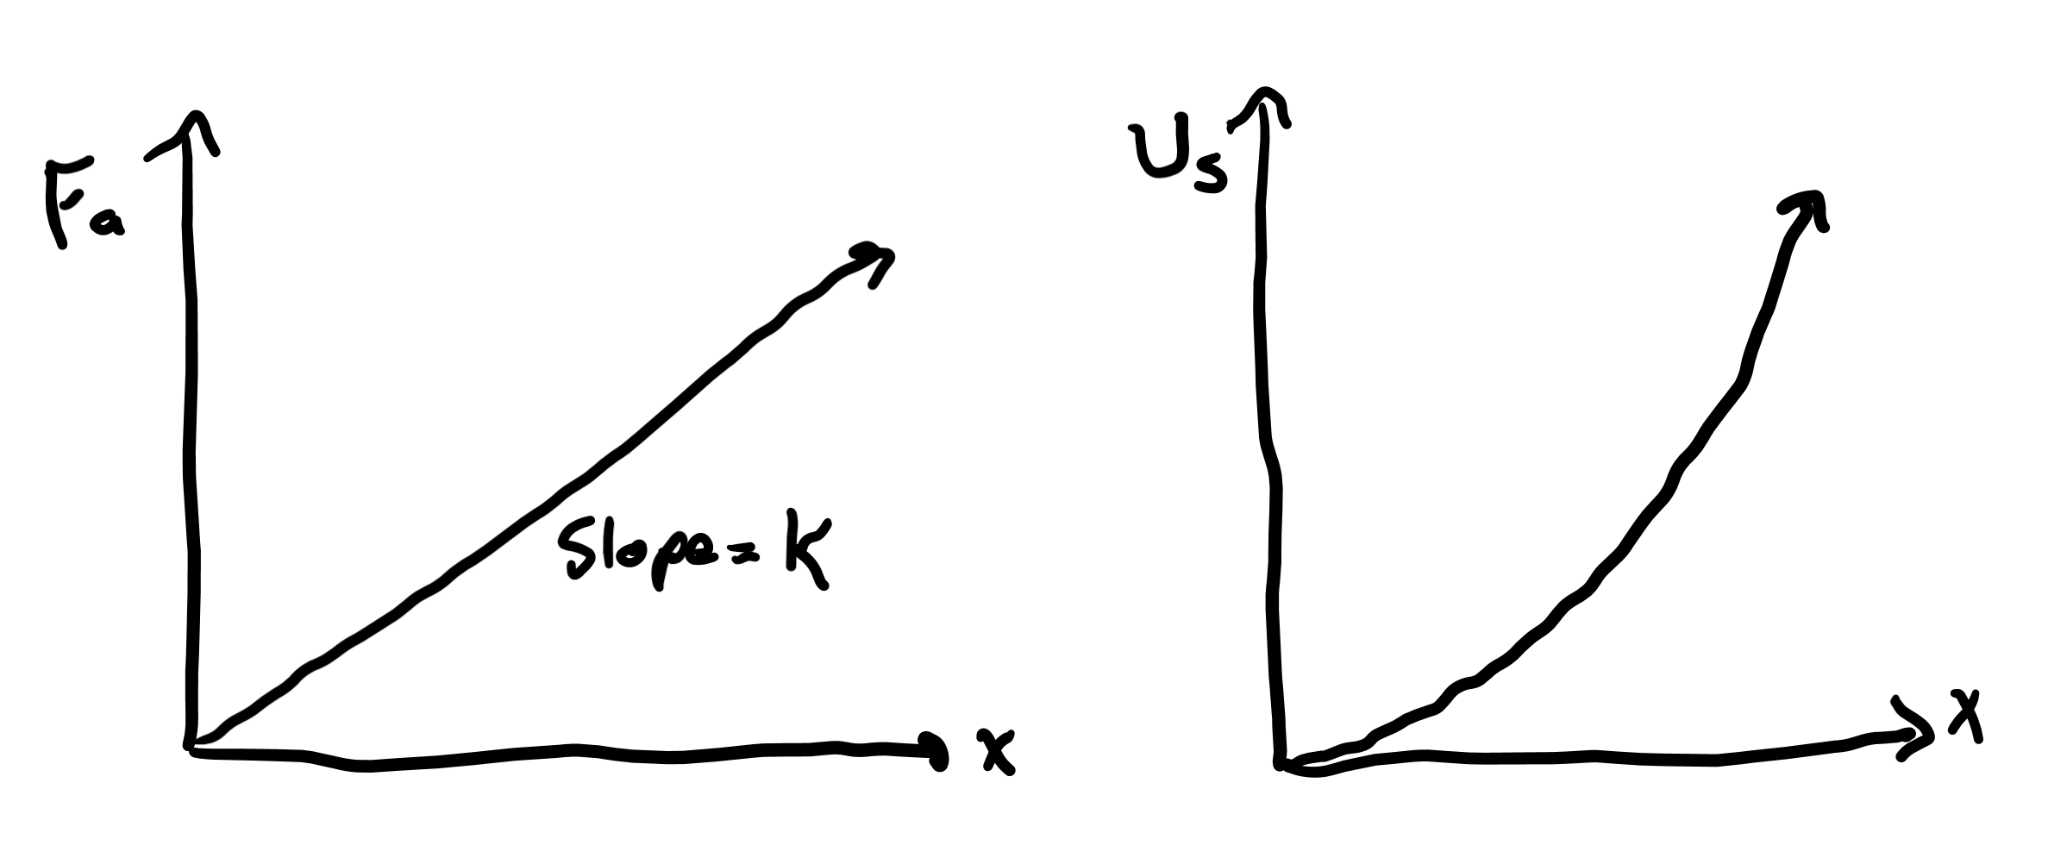 Fa
Slope = K
x
Us
x